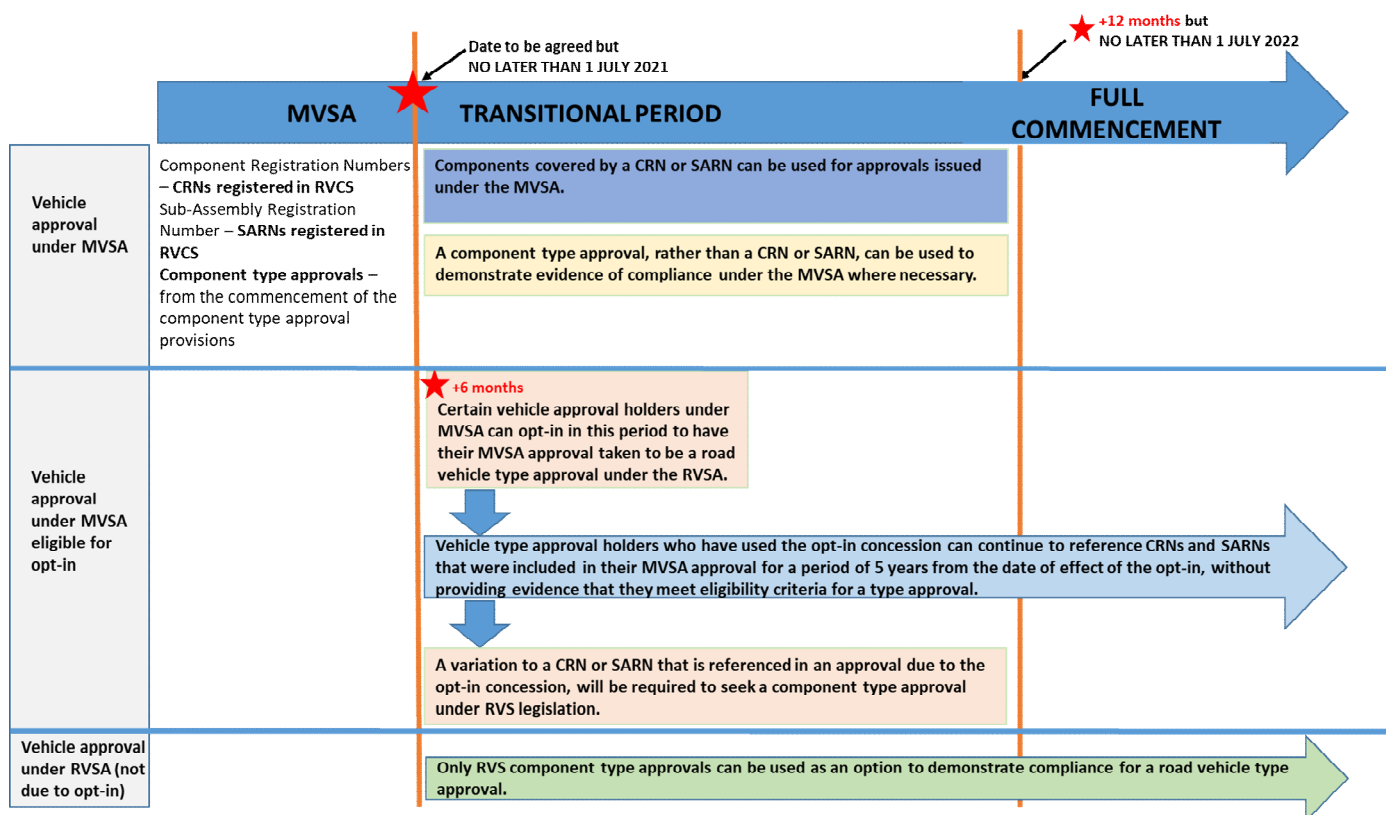 Date to be agreed but
NO LATER THAN 1 JULY 2021
+12 months but
NO LATER THAN 1 JULY 2022
MVSA
TRANSITIONAL PERIOD
FULL
COMMENCEMENT
Vehicle
approval
under MVSA
Component Registration Numbers
– CRNs registered in RVCS
Sub-Assembly Registration
Number – SARNs registered in
RVCS
Component type approvals –
from the commencement of the
component type approval
provisions
Components covered by a CRN or SARN can be used for approvals issued
under the MVSA.
A component type approval, rather than a CRN or SARN, can be used to
demonstrate evidence of compliance under the MVSA where necessary.
Vehicle
approval
under MVSA
eligible for
opt-in
+6 months
Certain vehicle approval holders under
MVSA can opt-in in this period to have
their MVSA approval taken to be a road
vehicle type approval under the RVSA.
Vehicle type approval holders who have used the opt-in concession can continue to reference CRNs and SARNs
that were included in their MVSA approval for a period of 5 years from the date of effect of the opt-in, without
providing evidence that they meet eligibility criteria for a type approval.
A variation to a CRN or SARN that is referenced in an approval due to the
opt-in concession, will be required to seek a component type approval
under RVS legislation.
Vehicle approval
under RVSA (not
due to opt-in)
Only RVS component type approvals can be used as an option to demonstrate compliance for a road vehicle type
approval.